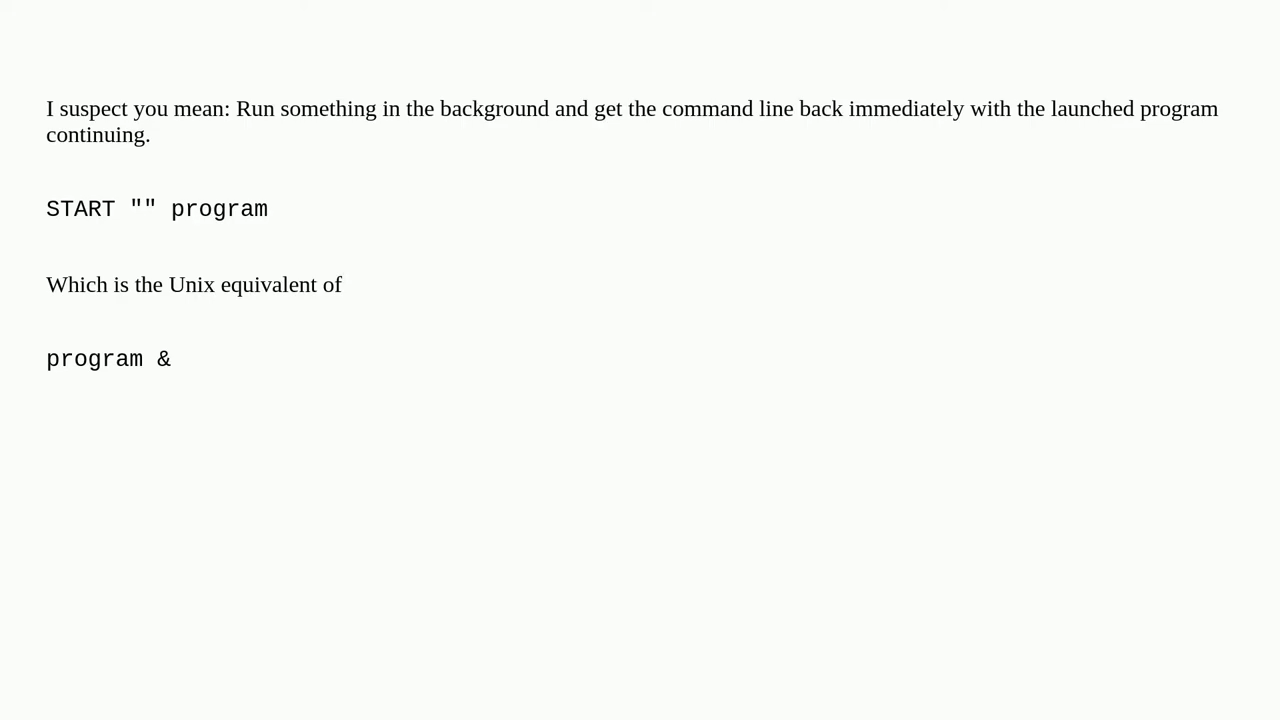 I suspect you mean: Run something in the background and get the command line back immediately with the launched program
continuing.
START "" program
Which is the Unix equivalent of
program &